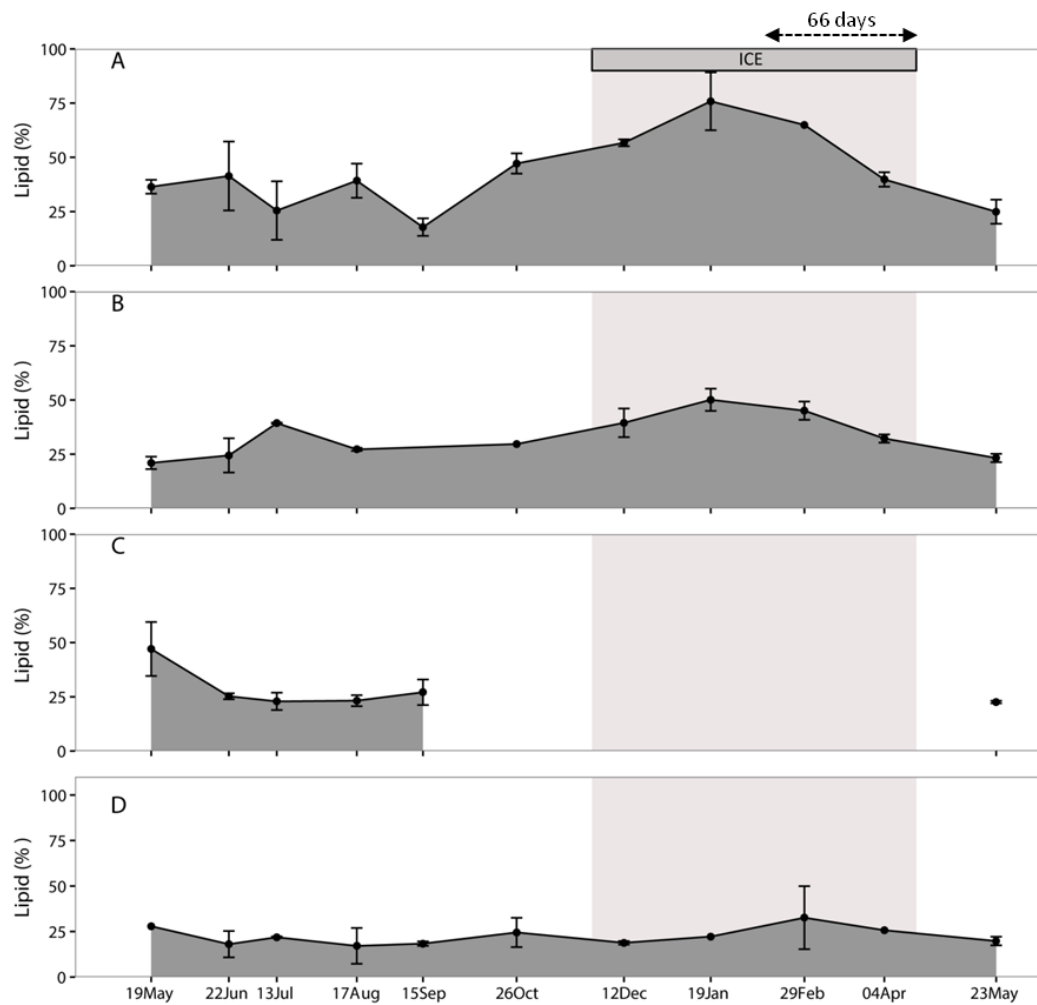 66 days
100
A
ICE
75
50
25
0
Lipid (%)
100
B
75
50
25
0
Lipid (% )
100
C
75
50
25
0
Lipid (%)
100
D
75
50
25
0
Lipid (% )
19May 22Jun 13Jul 17Aug 15Sep 26Oct 12Dec 19Jan 29Feb 04Apr 23May